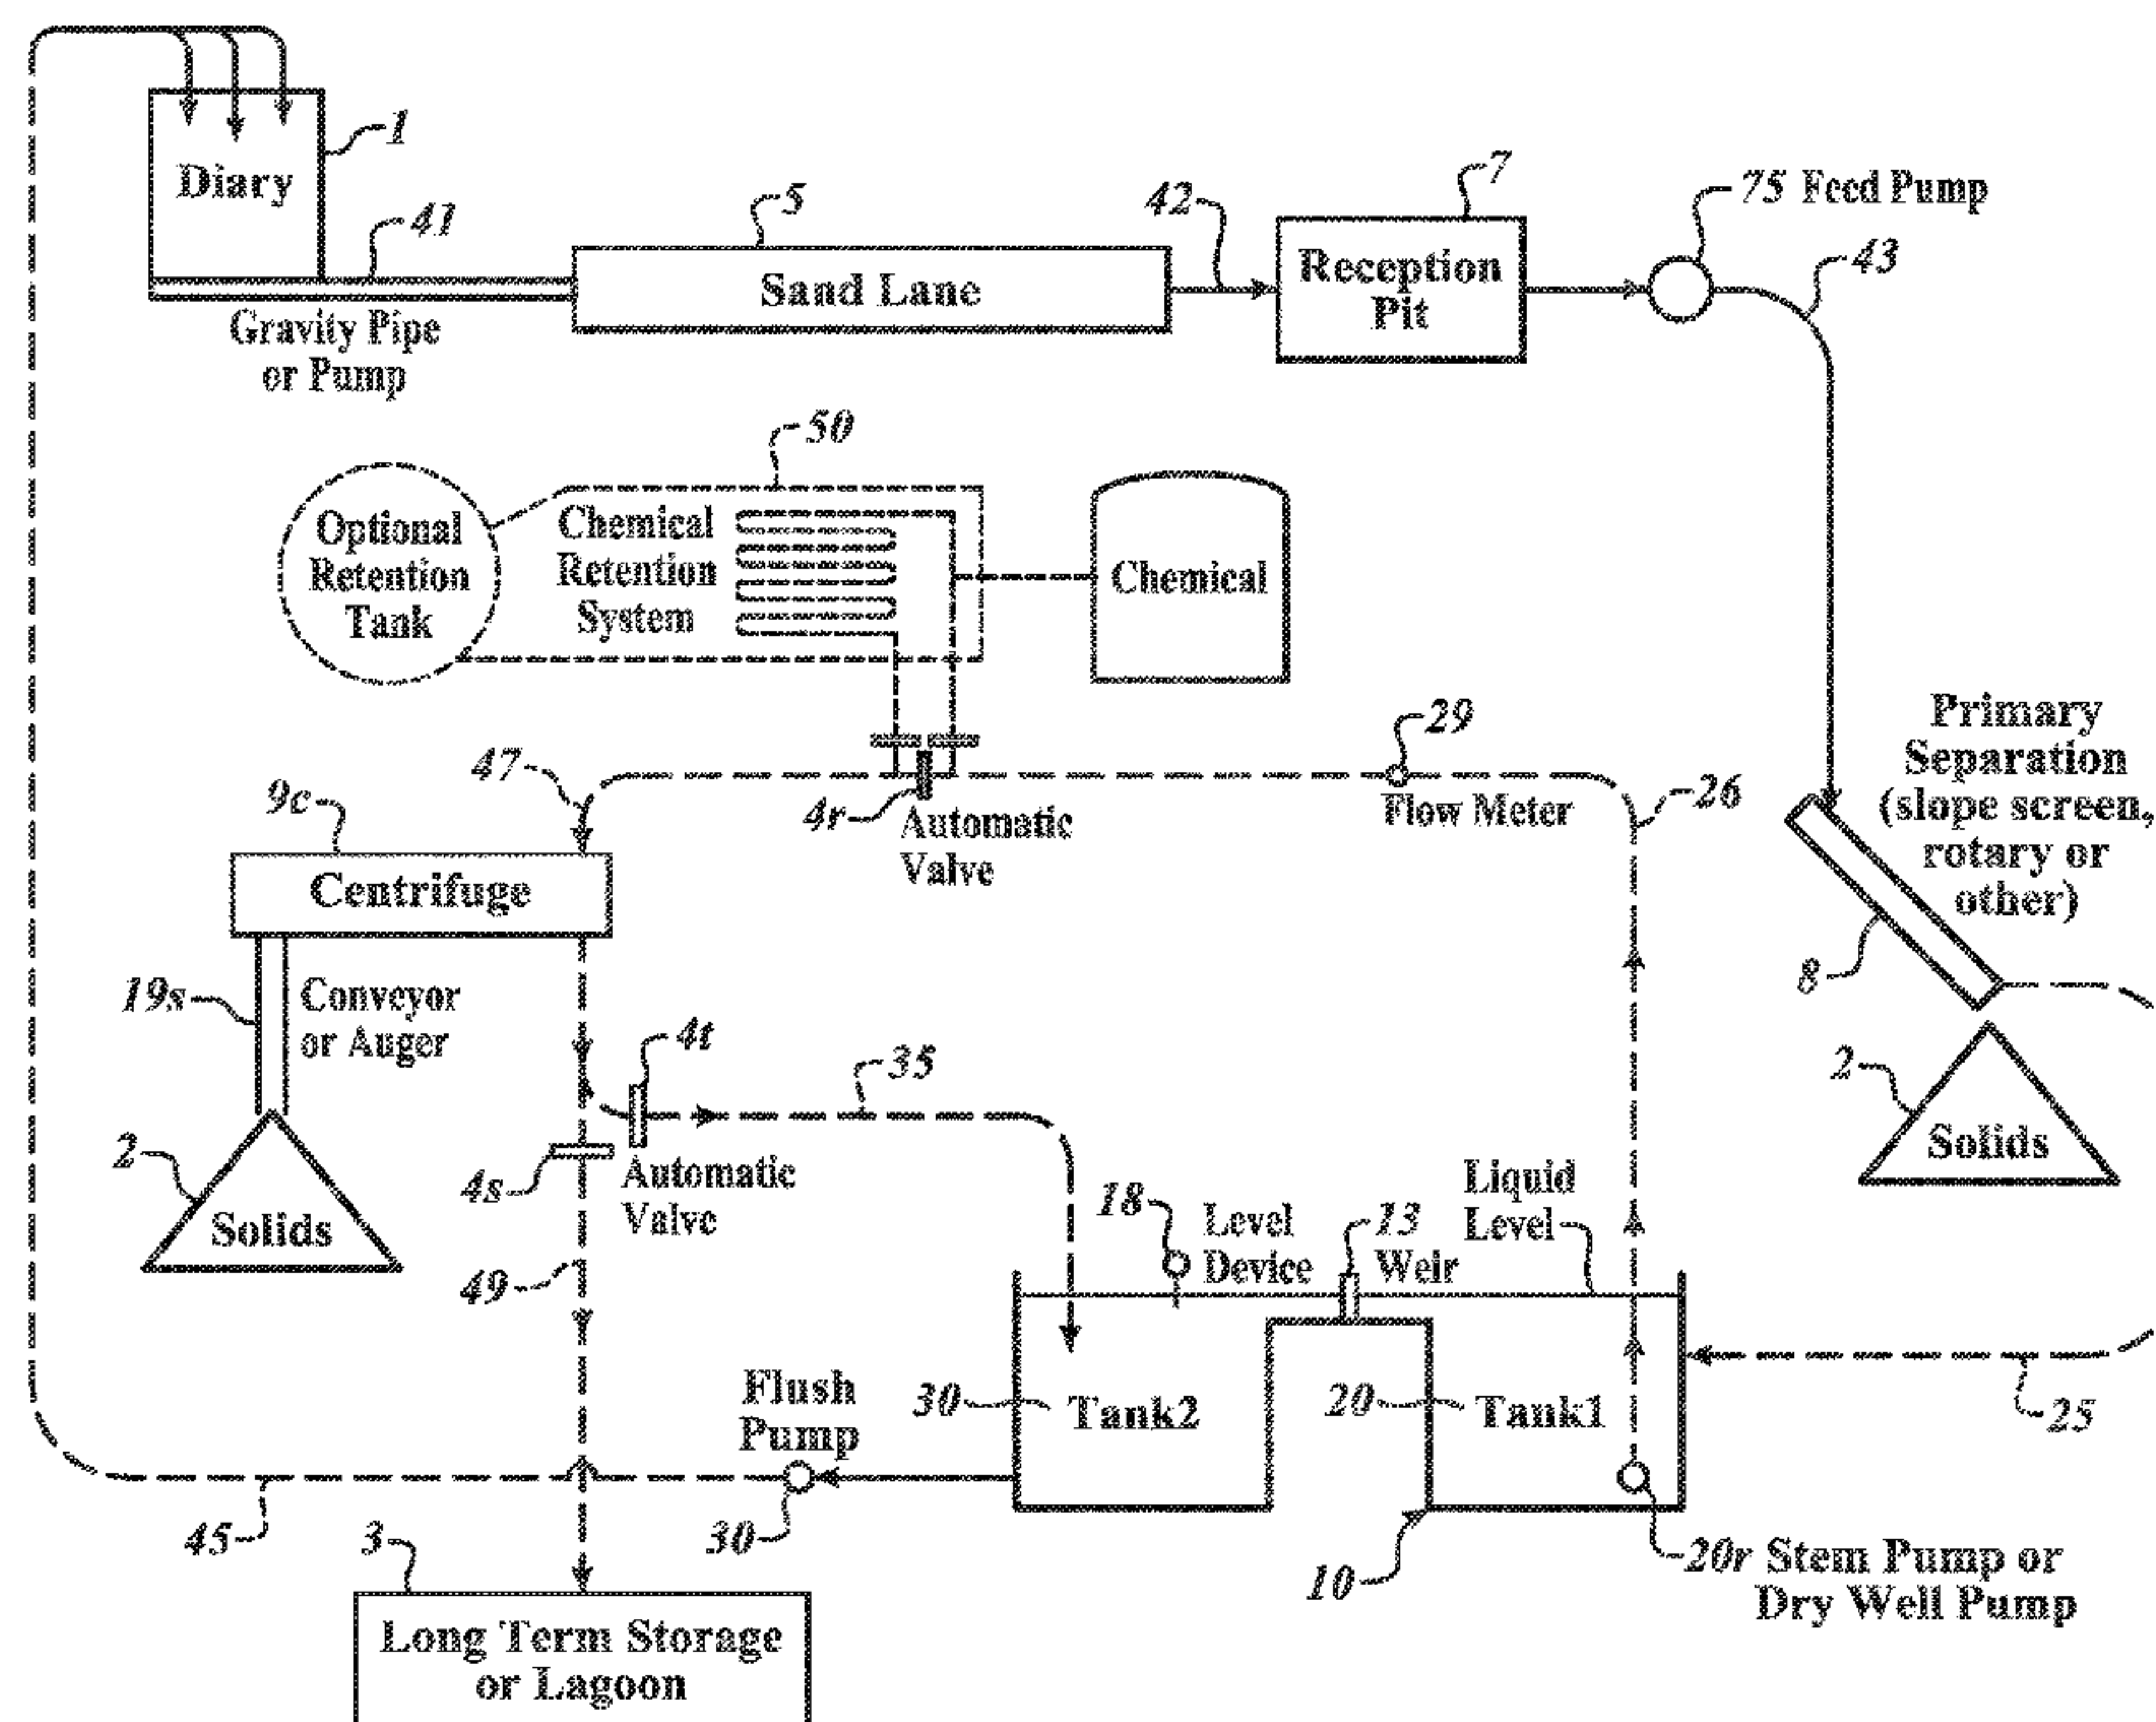 1
Diary
41
Gravity Pipe
or Pump
5
Sand Lane
42
7
Reception
Pit
75 Feed Pump
43
50
Optional
Retention
Tank
Chemical
Retention
System
Chemical
47
9c
Centrifuge
4r
Automatic
Valve
29
Flow Meter
26
Primary
Separation
(slope screen,
rotary or
other)
8
19s
Conveyor
or Auger
4t
35
2
Solids
4s
Automatic
Valve
49
2
Solids
18
Level
Device
13
Weir
Liquid
Level
Flush
Pump
30
Tank2
20
Tank1
25
45
30
3
10
20r Stem Pump or
Dry Well Pump
Long Term Storage
or Lagoon